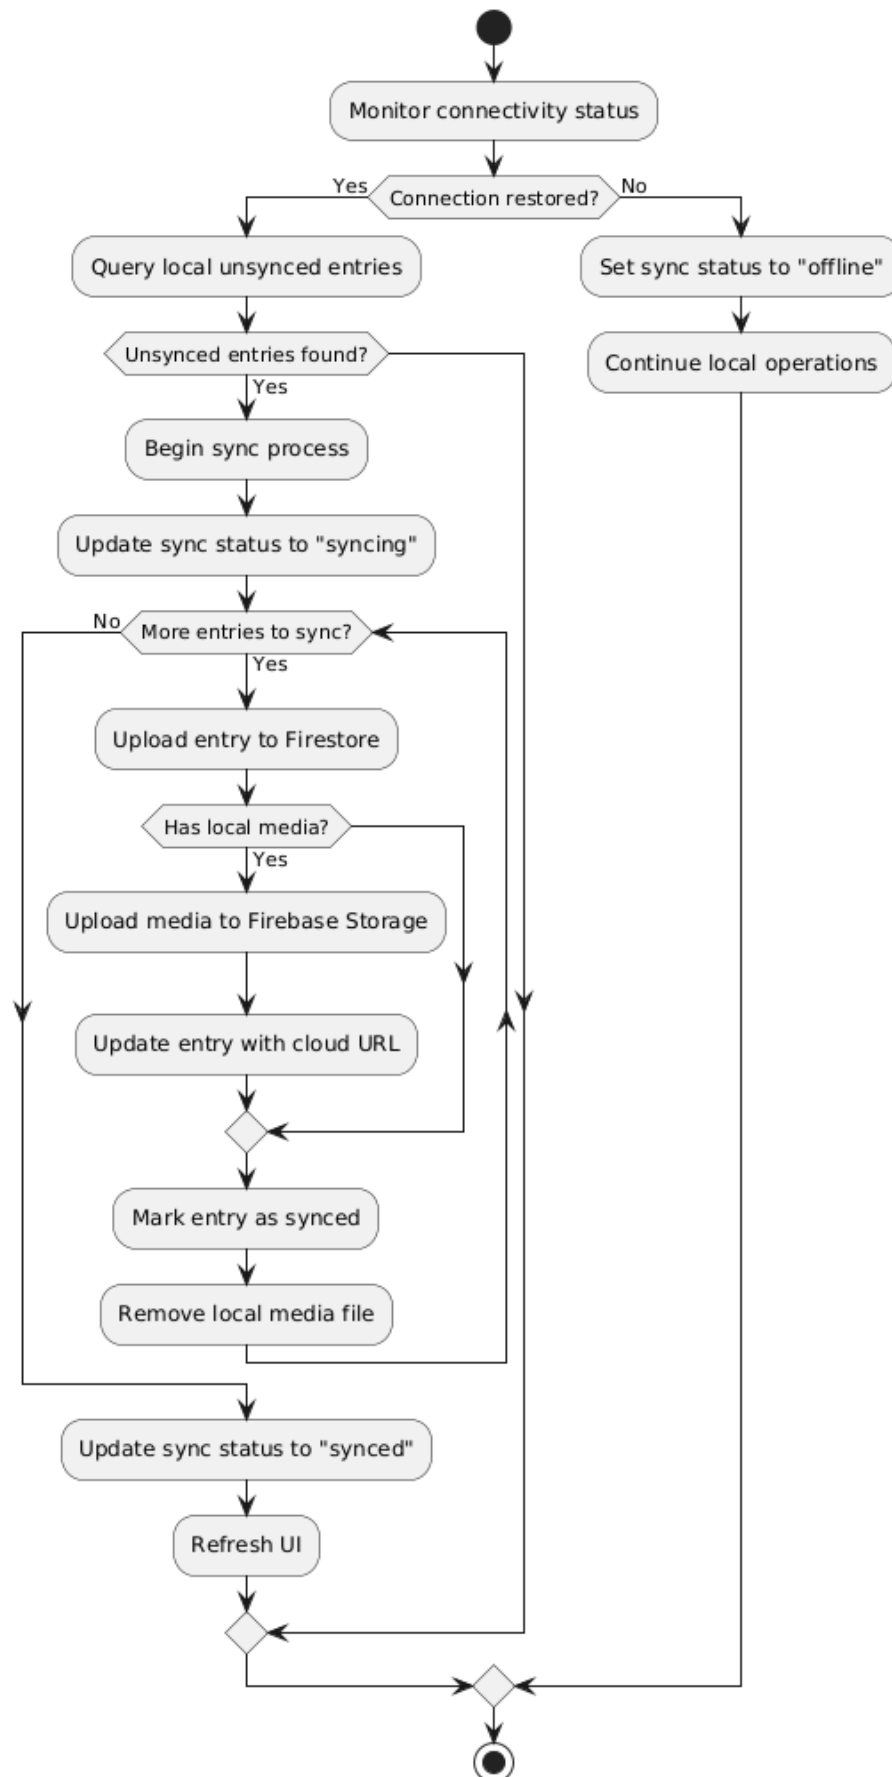 Monitor connectivity status
Yes
Connection restored?
No
Query local unsynced entries
Set sync status to "offline"
Unsynced entries found?
Continue local operations
Yes
Begin sync process
Update sync status to "syncing"
No
More entries to sync?
Yes
Upload entry to Firestore
Has local media?
Yes
Upload media to Firebase Storage
Update entry with cloud URL
Mark entry as synced
Remove local media file
Update sync status to "synced"
Refresh UI